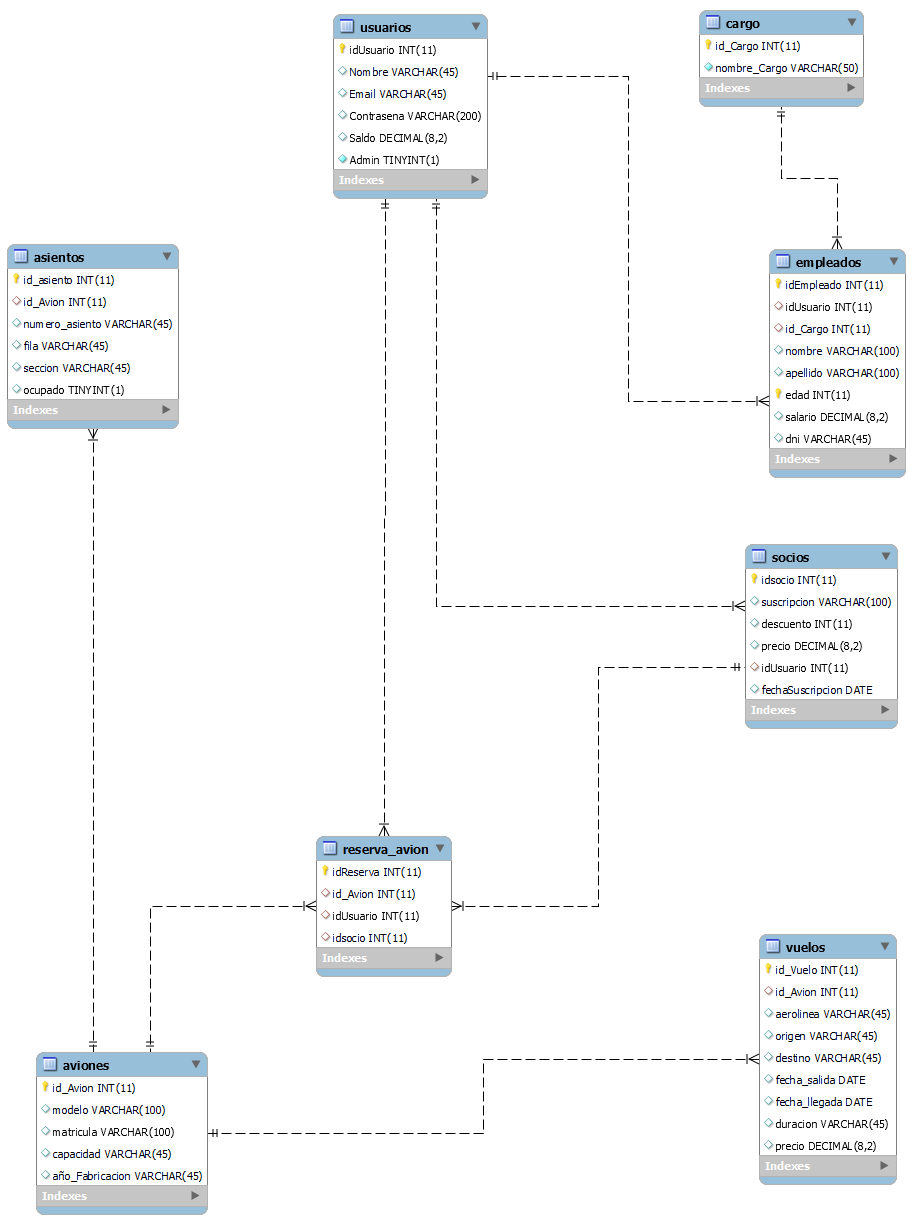 usuarios
idUsuario INT(11)
Nombre VARCHAR(45)
Email VARCHAR(45)
Contrasena VARCHAR(200)
Saldo DECIMAL(8,2)
Admin TINYINT(1)
Indexes
cargo
id_Cargo INT(11)
nombre_Cargo VARCHAR(50)
Indexes
asientos
id_asiento INT(11)
id_Avion INT(11)
numero_asiento VARCHAR(45)
fila VARCHAR(45)
seccion VARCHAR(45)
ocupado TINYINT(1)
Indexes
empleados
idEmpleado INT(11)
idUsuario INT(11)
id_Cargo INT(11)
nombre VARCHAR(100)
apellido VARCHAR(100)
edad INT(11)
salario DECIMAL(8,2)
dni VARCHAR(45)
Indexes
socios
idsocio INT(11)
suscripcion VARCHAR(100)
descuento INT(11)
precio DECIMAL(8,2)
idUsuario INT(11)
fechaSuscripcion DATE
Indexes
reserva_avion
idReserva INT(11)
id_Avion INT(11)
idUsuario INT(11)
idsocio INT(11)
Indexes
vuelos
id_Vuelo INT(11)
id_Avion INT(11)
aerolinea VARCHAR(45)
origen VARCHAR(45)
destino VARCHAR(45)
fecha_salida DATE
fecha_llegada DATE
duracion VARCHAR(45)
precio DECIMAL(8,2)
Indexes
aviones
id_Avion INT(11)
modelo VARCHAR(100)
matricula VARCHAR(100)
capacidad VARCHAR(45)
año_Fabricacion VARCHAR(45)
Indexes